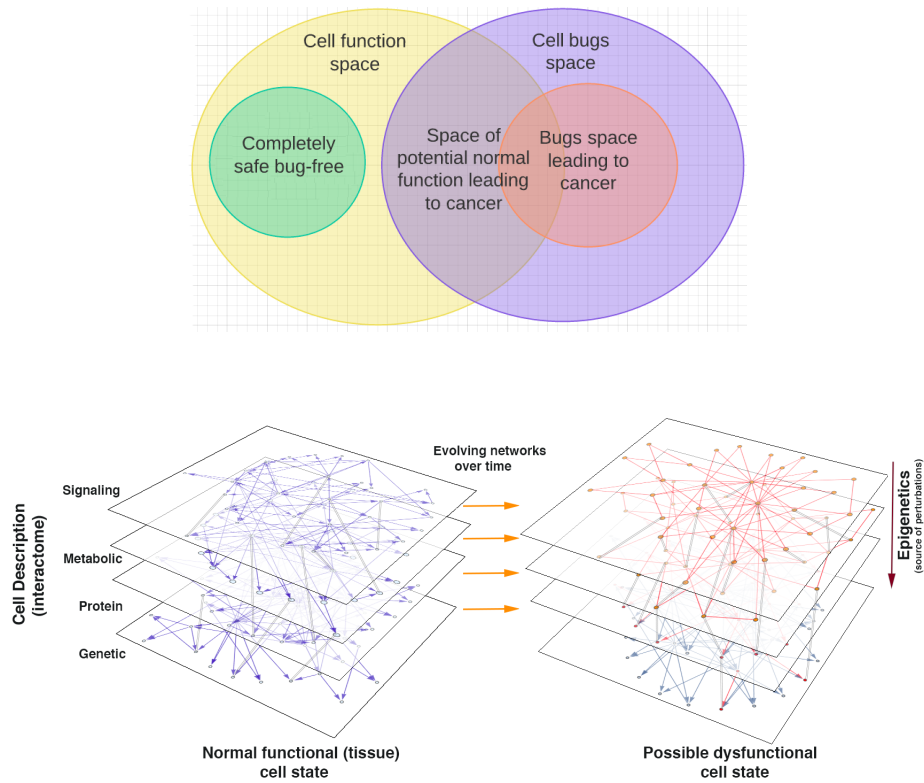 Cell function
space
Cell bugs
space
Completely
safe bug-free
Space of
potential normal
function leading
to cancer
Bugs space
leading to
cancer
Evolving networks
over time
Cell Description
(interactome)
Signaling
Metabolic
Protein
Genetic
Epigenetics
(source of perturbations)
Normal functional (tissue)
cell state
Possible dysfunctional
cell state